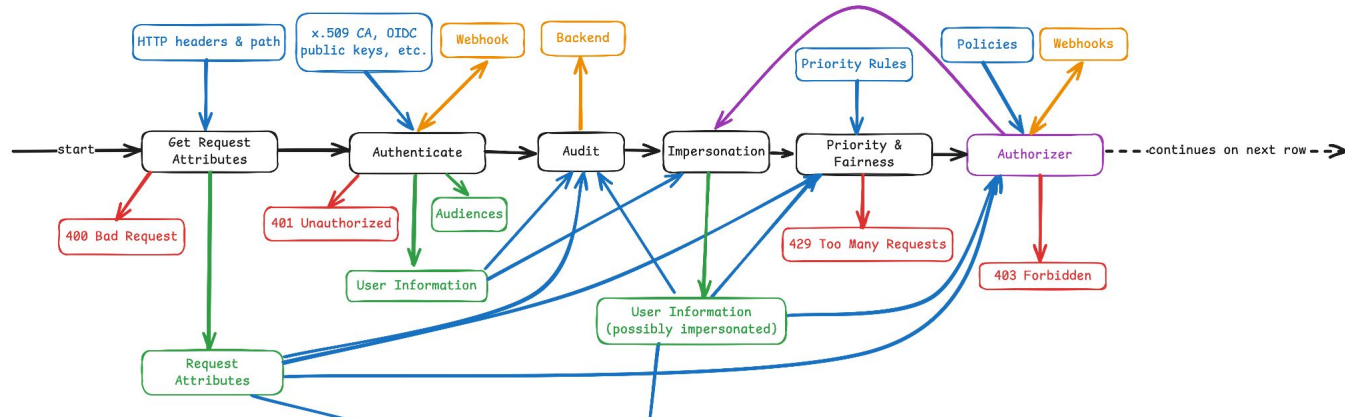 HTTP headers & path
x.509 CA, OIDC
public keys, etc.
Webhook
Backend
Priority Rules
Policies
Webhooks
start
Get Request
Attributes
Authenticate
Audit
Impersonation
Priority &
Fairness
Authorizer
continues on next row
400 Bad Request
401 Unauthorized
Audiences
429 Too Many Requests
403 Forbidden
User Information
User Information
(possibly impersonated)
Request
Attributes